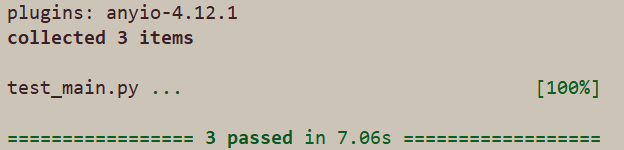 plugins: anyio-4.12.1
collected 3 items
test_main.py ... [100%]
================= 3 passed in 7.06s ==================